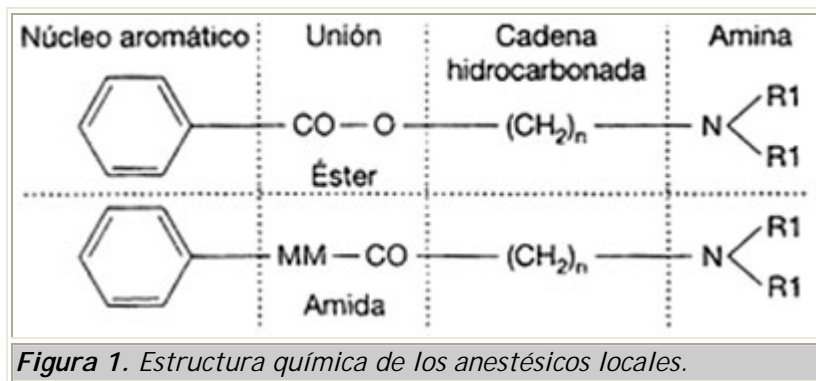 Núcleo aromático Unión Cadena hidrocarbonada Amina
CO—O (CH₂)ₙ N R1 R1
Éster
MM—CO (CH₂)ₙ N R1 R1
Amida
Figura 1. Estructura química de los anestésicos locales.